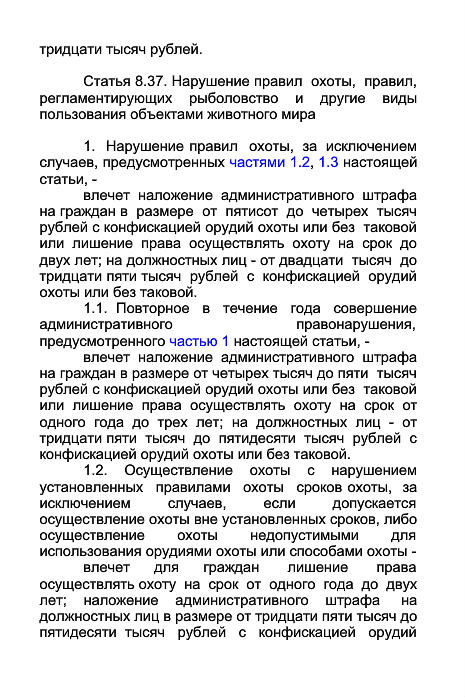 тридцати тысяч рублей.
Статья 8.37. Нарушение правил охоты, правил,
регламентирующих рыболовство и другие виды
пользования объектами животного мира
1. Нарушение правил охоты, за исключением
случаев, предусмотренных частями 1.2, 1.3 настоящей
статьи, -
влечет наложение административного штрафа
на граждан в размере от пятисот до четырех тысяч
рублей с конфискацией орудий охоты или без таковой
или лишение права осуществлять охоту на срок до
двух лет; на должностных лиц - от двадцати тысяч до
тридцати пяти тысяч рублей с конфискацией орудий
охоты или без таковой.
1.1. Повторное в течение года совершение
административного правонарушения,
предусмотренного частью 1 настоящей статьи, -
влечет наложение административного штрафа
на граждан в размере от четырех тысяч до пяти тысяч
рублей с конфискацией орудий охоты или без таковой
или лишение права осуществлять охоту на срок от
одного года до трех лет; на должностных лиц - от
тридцати пяти тысяч до пятидесяти тысяч рублей с
конфискацией орудий охоты или без таковой.
1.2. Осуществление охоты с нарушением
установленных правилами охоты сроков охоты, за
исключением случаев, если допускается
осуществление охоты вне установленных сроков, либо
осуществление охоты недопустимыми для
использования орудиями охоты или способами охоты -
влечет для граждан лишение права
осуществлять охоту на срок от одного года до двух
лет; наложение административного штрафа на
должностных лиц в размере от тридцати пяти тысяч до
пятидесяти тысяч рублей с конфискацией орудий